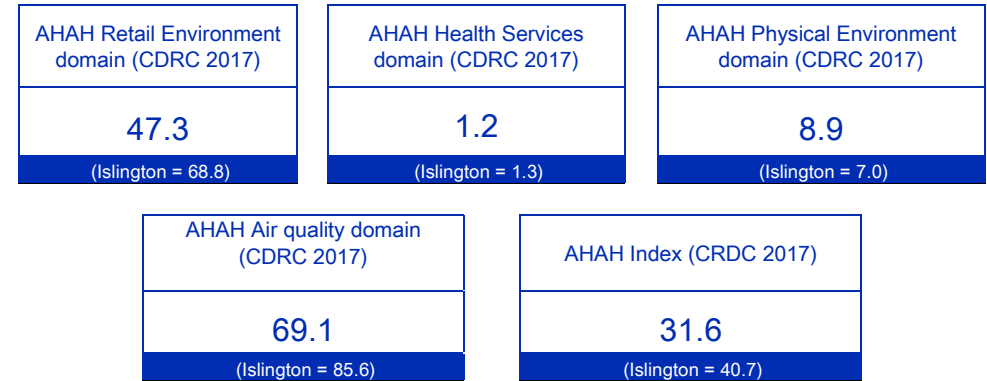 AHAH Retail Environment
domain (CDRC 2017)
47.3
(Islington = 68.8)
AHAH Health Services
domain (CDRC 2017)
1.2
(Islington = 1.3)
AHAH Physical Environment
domain (CDRC 2017)
8.9
(Islington = 7.0)
AHAH Air quality domain
(CDRC 2017)
69.1
(Islington = 85.6)
AHAH Index (CRDC 2017)
31.6
(Islington = 40.7)